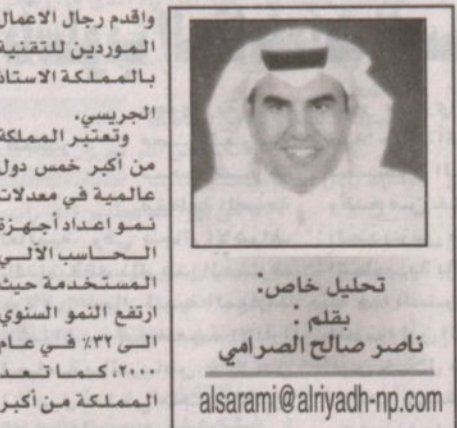 واقدم رجال الاعمال
الموردين للتقنية
بالمملكة الاستاذ
الجريسي.
وتعتبر المملكة
من أكبر خمس دول
عالمية في معدلات
نمو اعداد أجهزة
الحاسب الآلي
المستخدمة حيث
ارتفع النمو السنوي
الى ٣٢٪ في عام
٢٠٠٠، كما تعد
المملكة من أكبر
تحليل خاص:
بقلم:
ناصر صالح الصرامي
alsarami@alriyadh-np.com